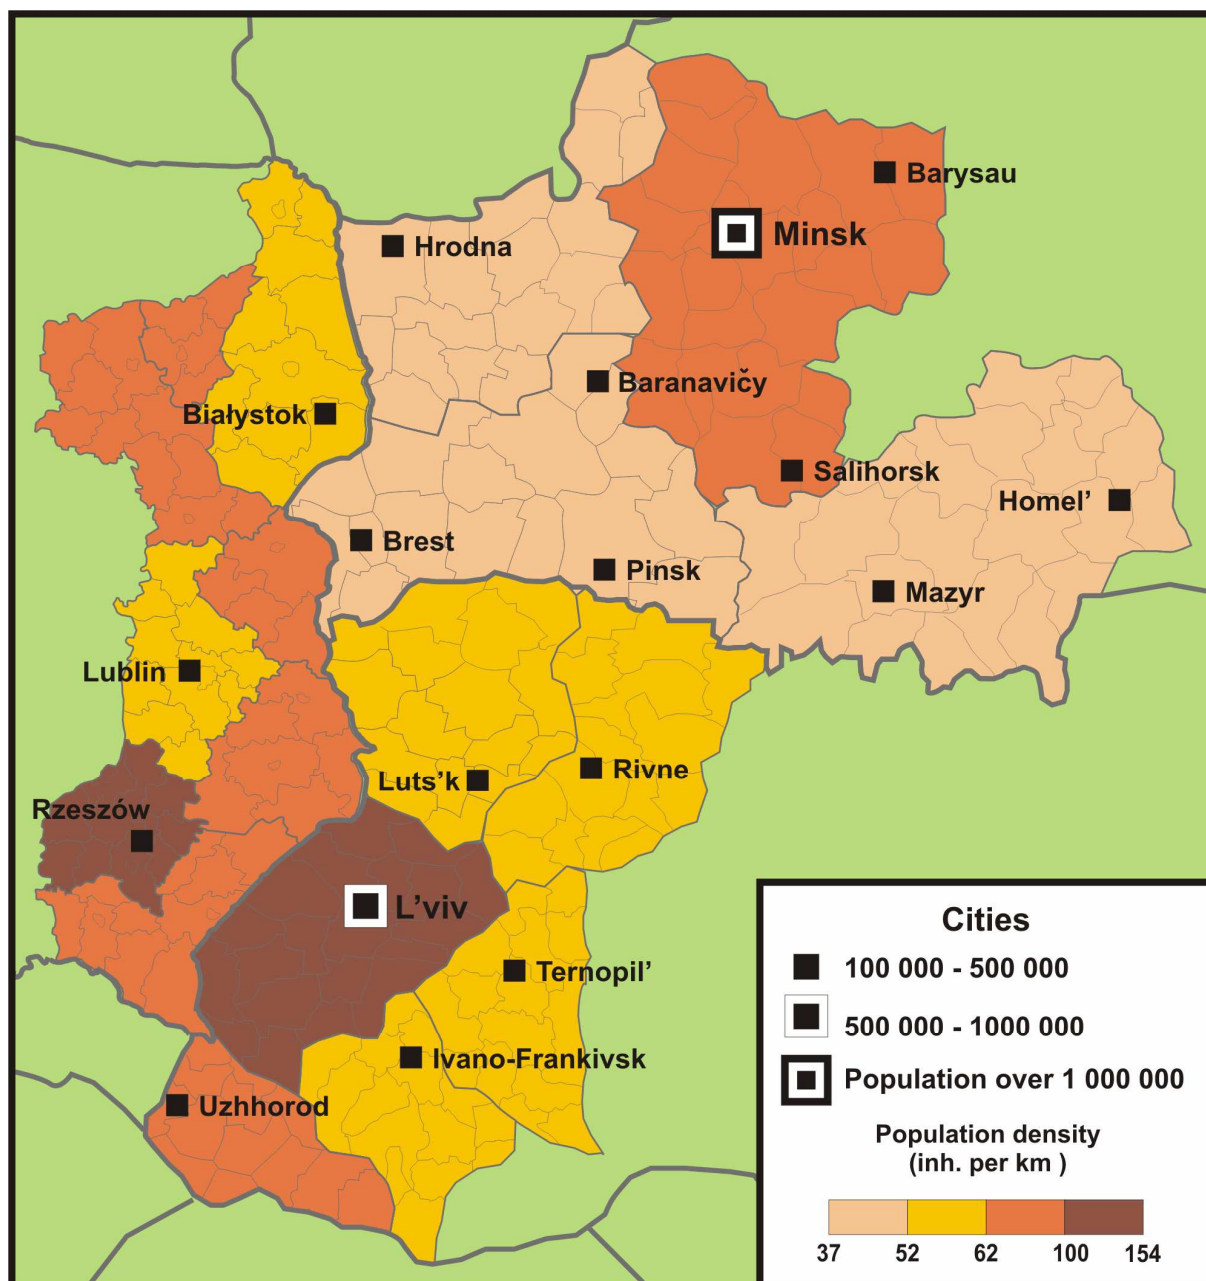 Barysau
Minsk
Hrodna
Baranavičy
Białystok
Salihorsk
Homel’
Brest
Pinsk
Mazyr
Lublin
Luts’k
Rivne
Rzeszów
L’viv
Ternopil’
Ivano-Frankivsk
Uzhhorod
Cities
100 000 - 500 000
500 000 - 1000 000
Population over 1 000 000
Population density
(inh. per km )
37 52 62 100 154